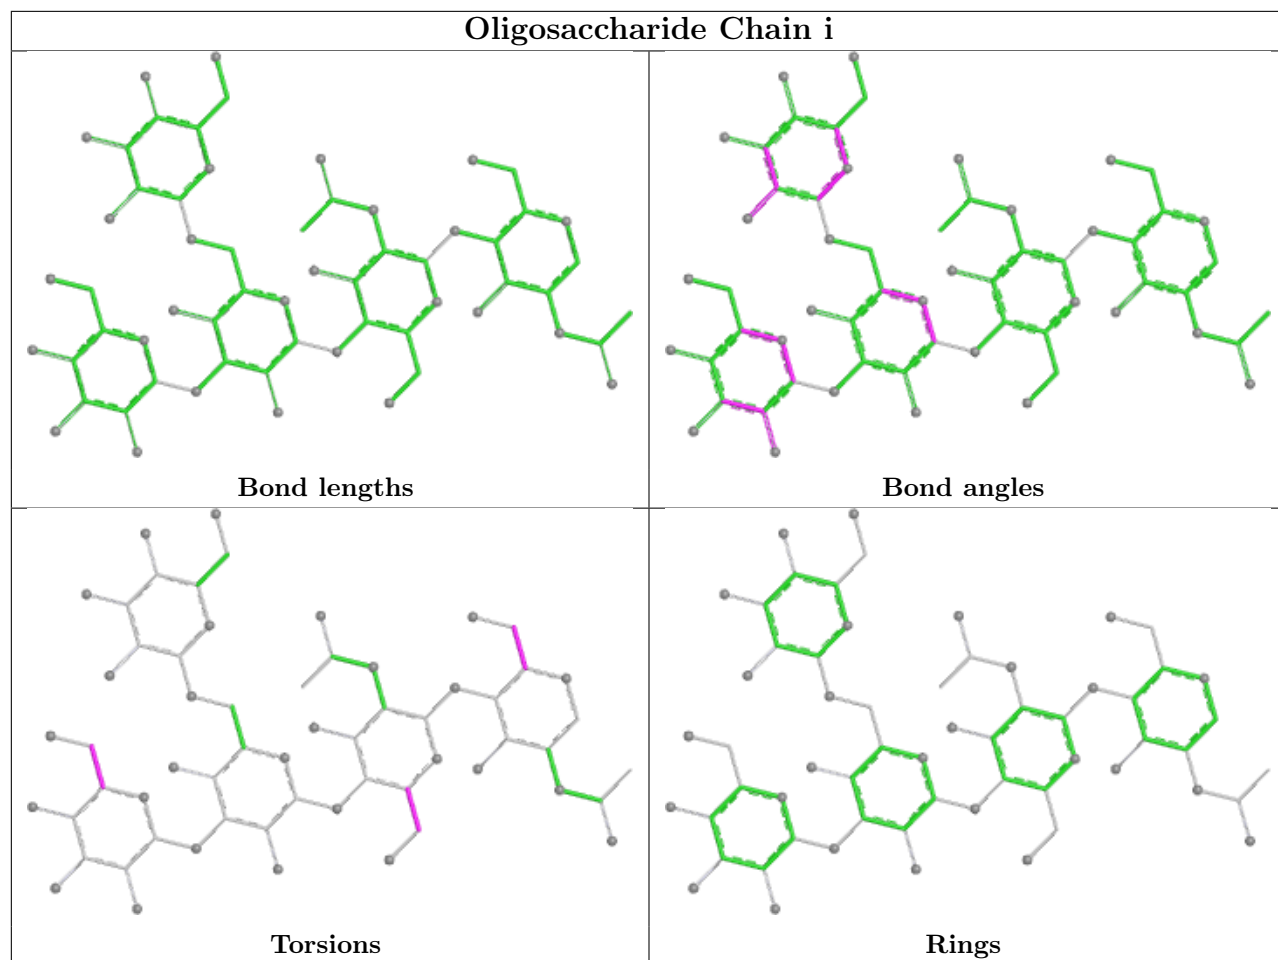 Oligosaccharide Chain i
Bond lengths
Bond angles
Torsions
Rings